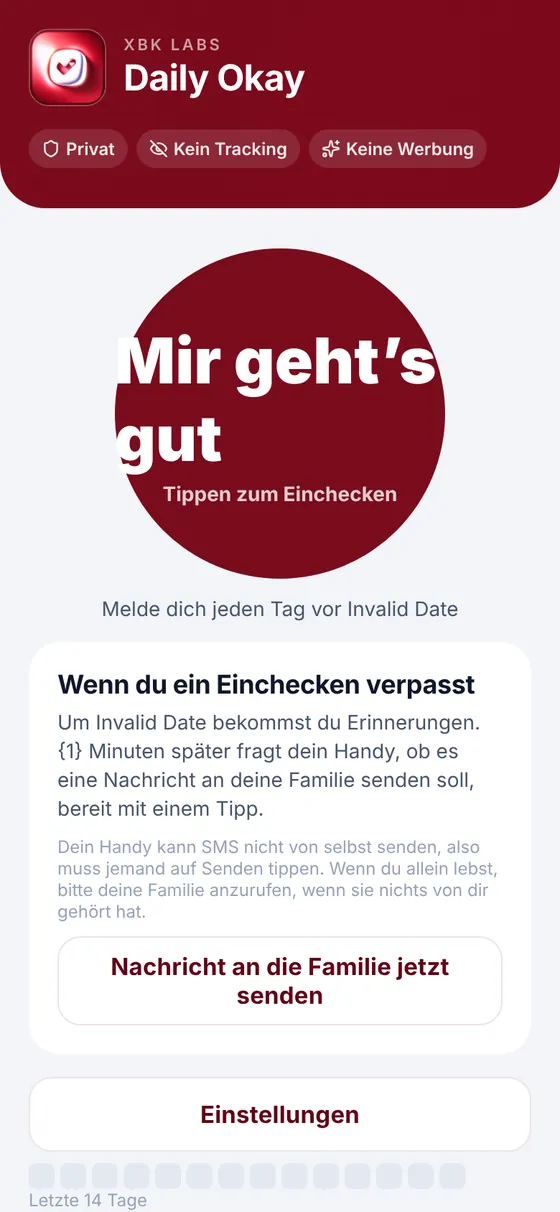 XBK LABS
Daily Okay
Privat
Kein Tracking
Keine Werbung
Mir geht’s
gut
Tippen zum Einchecken
Melde dich jeden Tag vor Invalid Date
Wenn du ein Einchecken verpasst
Um Invalid Date bekommst du Erinnerungen.
{1} Minuten später fragt dein Handy, ob es
eine Nachricht an deine Familie senden soll,
bereit mit einem Tipp.
Dein Handy kann SMS nicht von selbst senden, also
muss jemand auf Senden tippen. Wenn du allein lebst,
bitte deine Familie anzurufen, wenn sie nichts von dir
gehört hat.
Nachricht an die Familie jetzt
senden
Einstellungen
Letzte 14 Tage